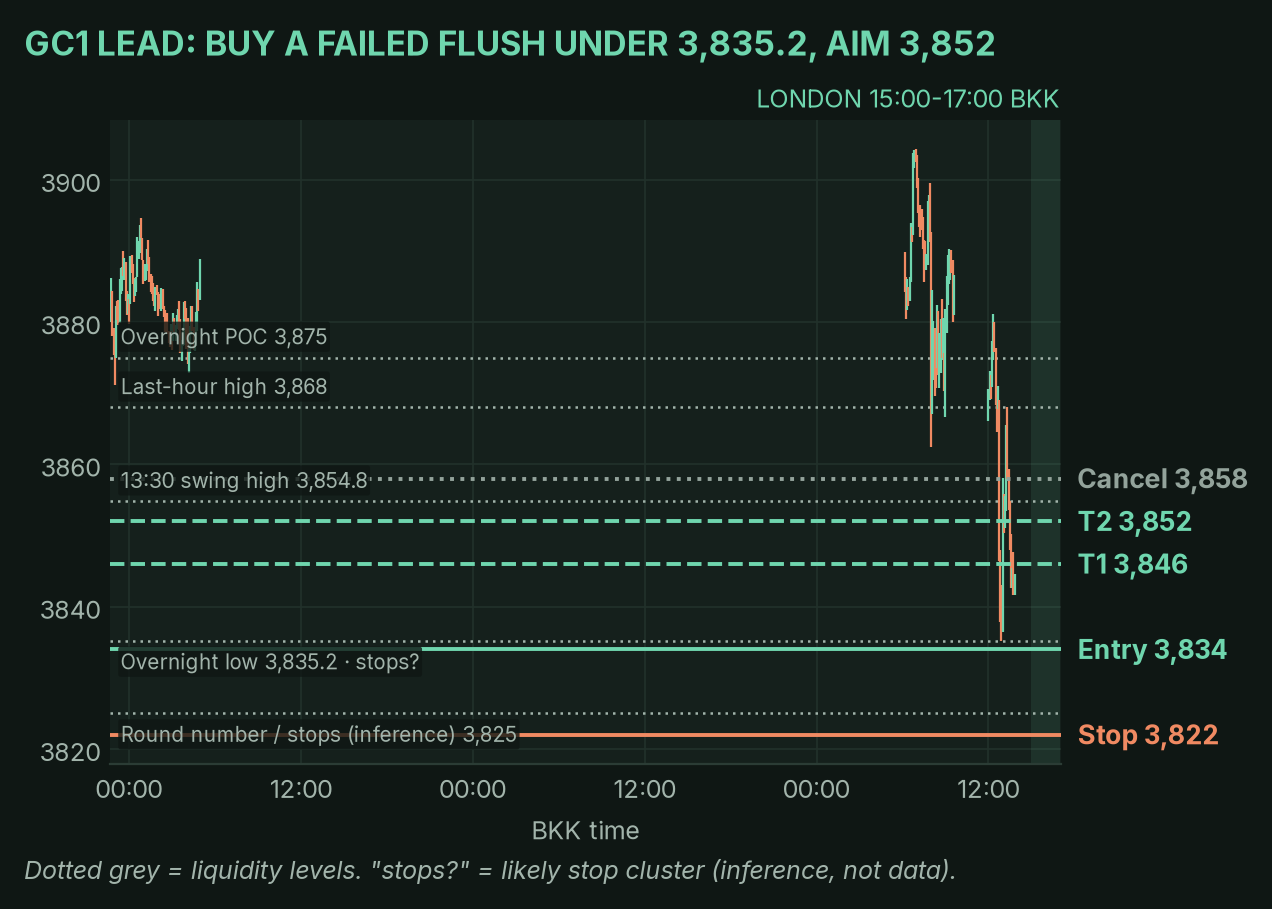 GC1 LEAD: BUY A FAILED FLUSH UNDER 3,835.2, AIM 3,852
LONDON 15:00-17:00 BKK
3900
3880
Overnight POC 3,875
Last-hour high 3,868
3860
13:30 swing high 3,854.8
Cancel 3,858
T2 3,852
T1 3,846
3840
Entry 3,834
Overnight low 3,835.2 · stops?
Round number / stops (inference) 3,825
Stop 3,822
3820
00:00 12:00 00:00 12:00 00:00 12:00
BKK time
Dotted grey = liquidity levels. "stops?" = likely stop cluster (inference, not data).